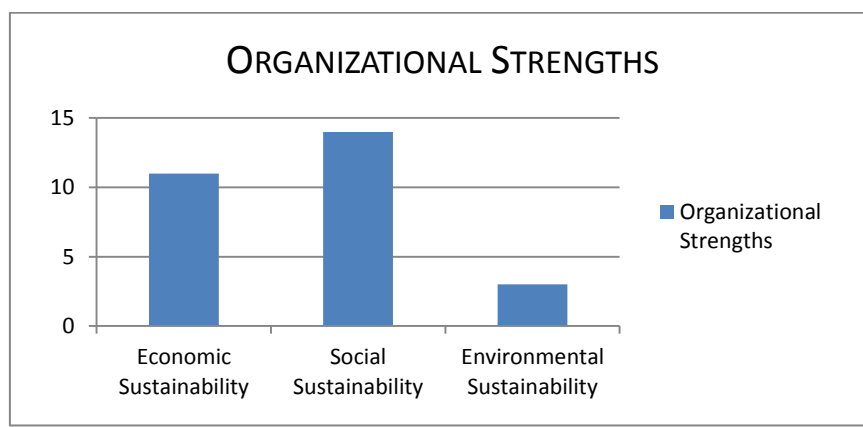 ORGANIZATIONAL STRENGTHS
15
10
5
0
Economic
Sustainability
Social
Sustainability
Environmental
Sustainability
Organizational
Strengths